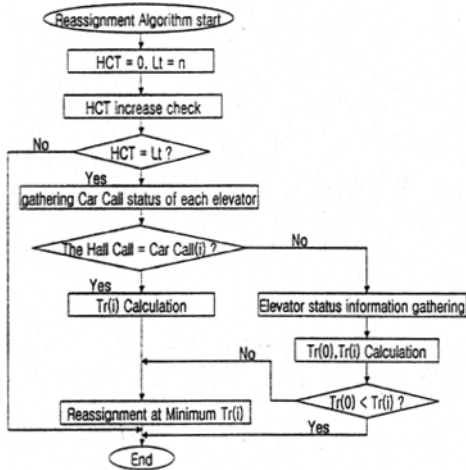 Reassignment Algorithm start
HCT = 0, Lt = n
HCT increase check
No
HCT = Lt ?
Yes
gathering Car Call status of each elevator
The Hall Call = Car Call(i) ?
No
Yes
Tr(i) Calculation
Elevator status information gathering
Tr(0),Tr(i) Calculation
No
Tr(0) < Tr(i) ?
Reassignment at Minimum Tr(i)
Yes
End